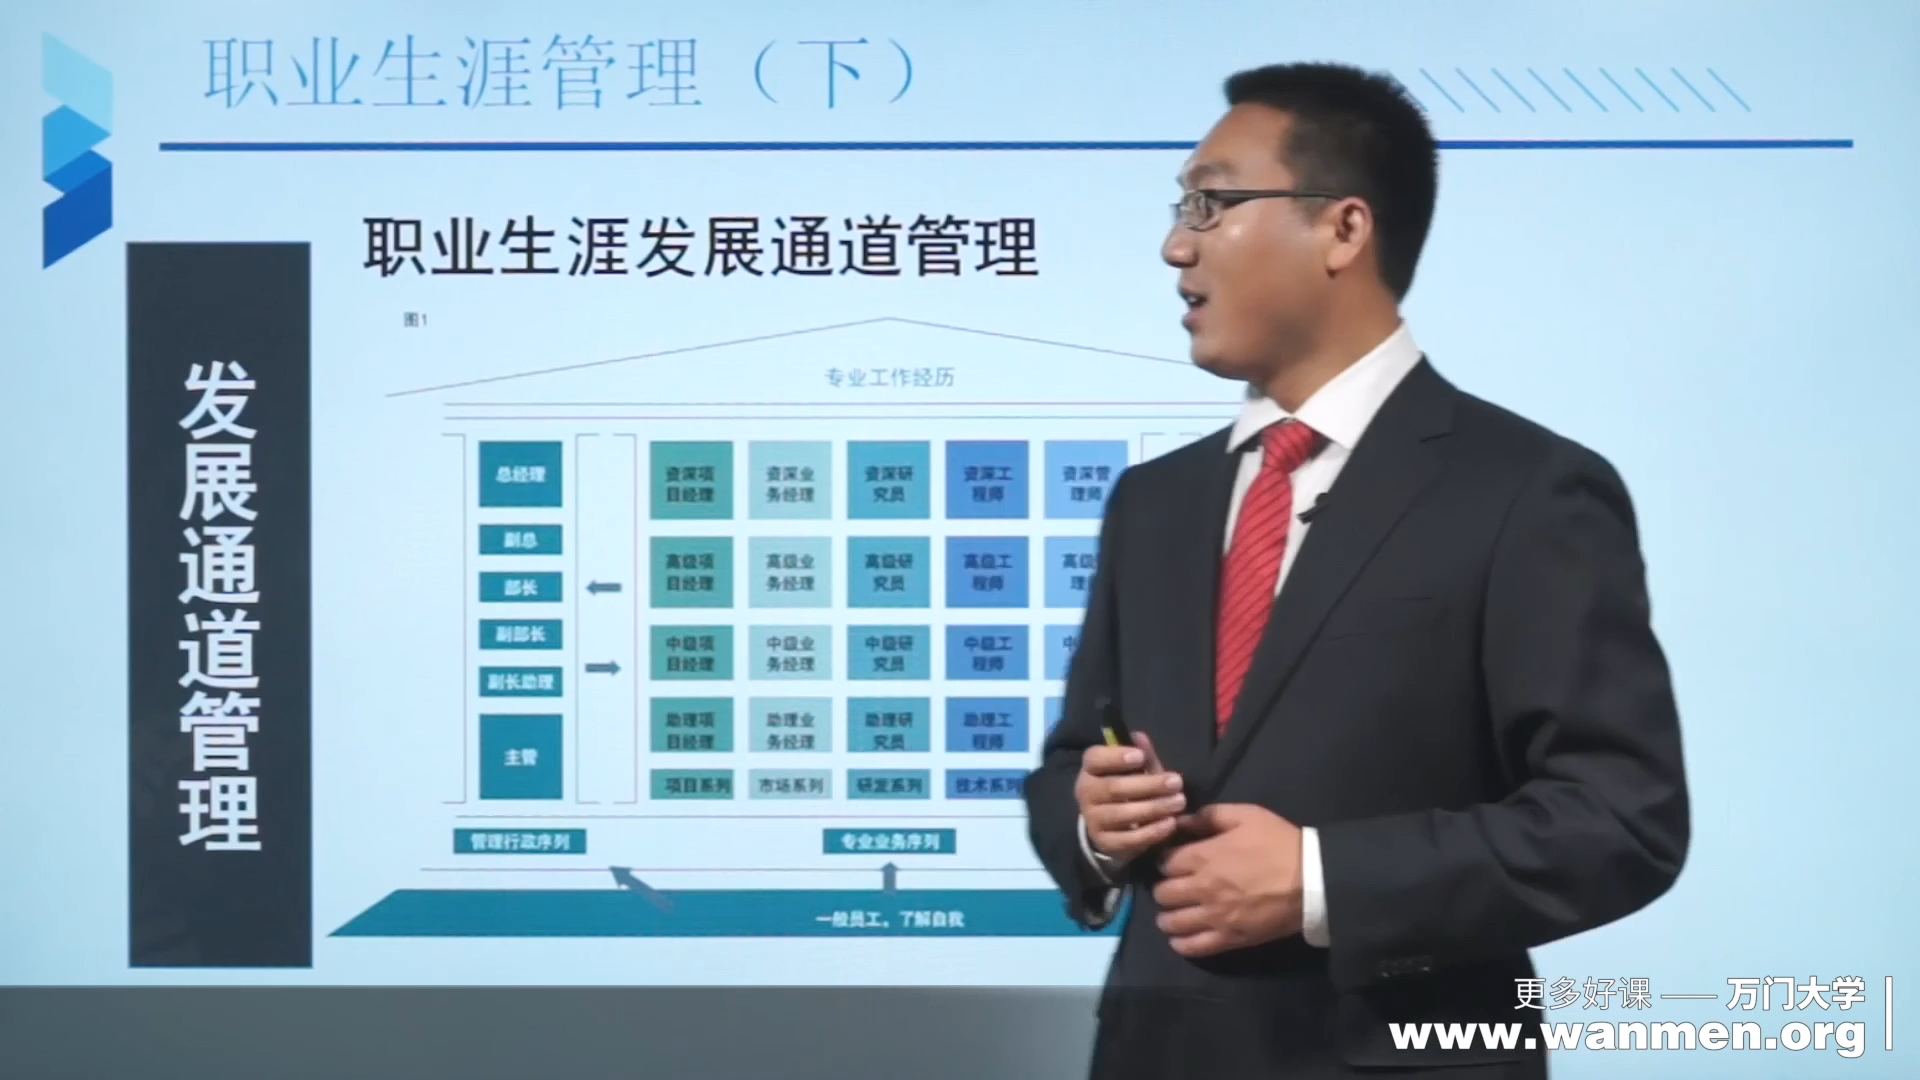 职业生涯管理（下）
职业生涯发展通道管理
发展通道管理
图1
专业工作经历
总经理
副总
部长
副部长
副长助理
主管
资深项
目经理
资深业
务经理
资深研
究员
资深工
程师
资深管
理师
高级项
目经理
高级业
务经理
高级研
究员
高级工
程师
高级
理
中级项
目经理
中级业
务经理
中级研
究员
中级工
程师
中
助理项
目经理
助理业
务经理
助理研
究员
助理工
程师
项目系列
市场系列
研发系列
技术系列
管理行政序列
专业业务序列
一般员工，了解自我
更多好课 —— 万门大学
www.wanmen.org